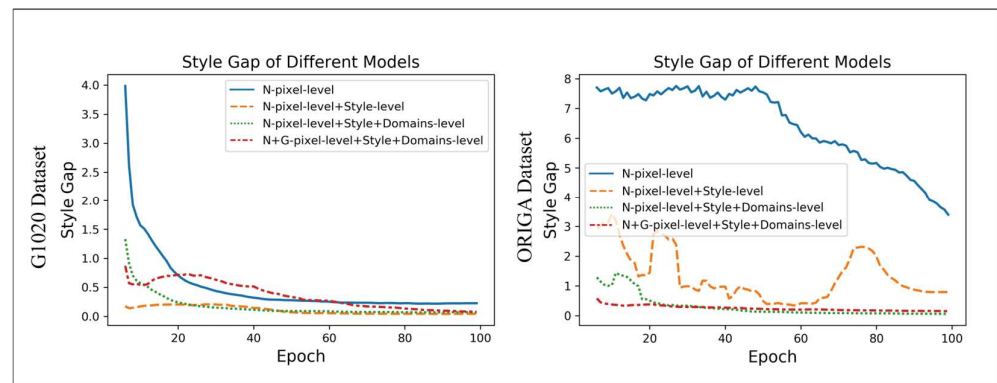 G1020 Dataset
Style Gap of Different Models
Style Gap
4.0
3.5
3.0
2.5
2.0
1.5
1.0
0.5
0.0
N-pixel-level
N-pixel-level+Style-level
N-pixel-level+Style+Domains-level
N+G-pixel-level+Style+Domains-level
20 40 60 80 100
Epoch
ORIGA Dataset
Style Gap of Different Models
Style Gap
8
7
6
5
4
3
2
1
0
N-pixel-level
N-pixel-level+Style-level
N-pixel-level+Style+Domains-level
N+G-pixel-level+Style+Domains-level
20 40 60 80 100
Epoch